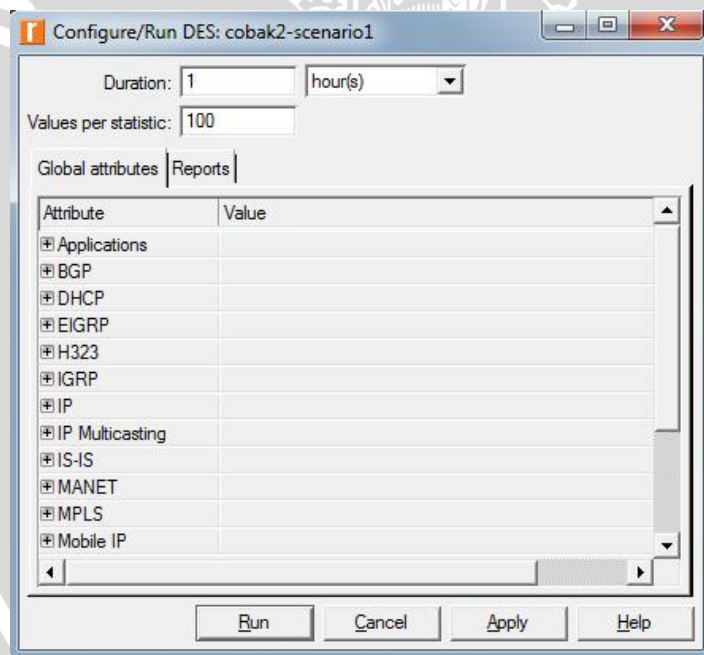 Configure/Run DES: cobak2-scenario1
Duration: 1 hour(s)
Values per statistic: 100
Global attributes Reports
Attribute Value
Applications
BGP
DHCP
EIGRP
H323
IGRP
IP
IP Multicasting
IS-IS
MANET
MPLS
Mobile IP
Run Cancel Apply Help